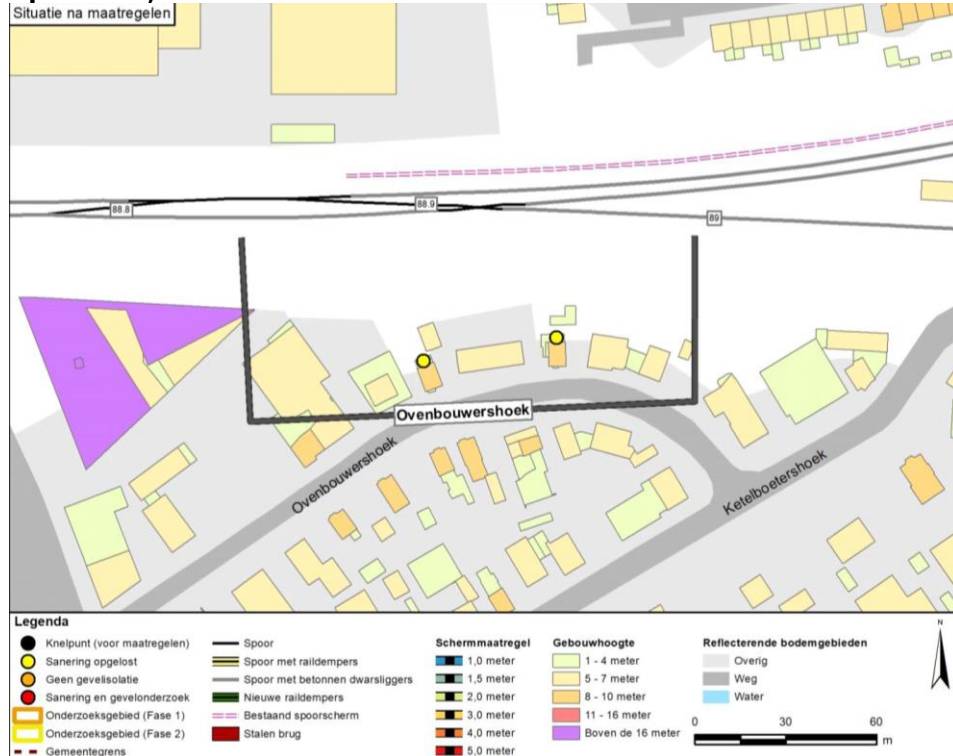 Situatie na maatregelen
88.8
88.9
89
Ovenbouwershoek
Ovenbouwershoek
Ketelboetershoek
Legenda
Knelpunt (voor maatregelen)
Sanering opgelost
Geen gevelisolatie
Sanering en gevelonderzoek
Onderzoeksgebied (Fase 1)
Onderzoeksgebied (Fase 2)
Gemeentegrens
Spoor
Spoor met raildempers
Spoor met betonnen dwarsliggers
Nieuwe raildempers
Bestaand spoorscherm
Stalen brug
Schermmaatregel
1,0 meter
1,5 meter
2,0 meter
3,0 meter
4,0 meter
5,0 meter
Gebouwhoogte
1 - 4 meter
5 - 7 meter
8 - 10 meter
11 - 16 meter
Boven de 16 meter
Reflecterende bodemgebieden
Overig
Weg
Water
N
0 30 60
m